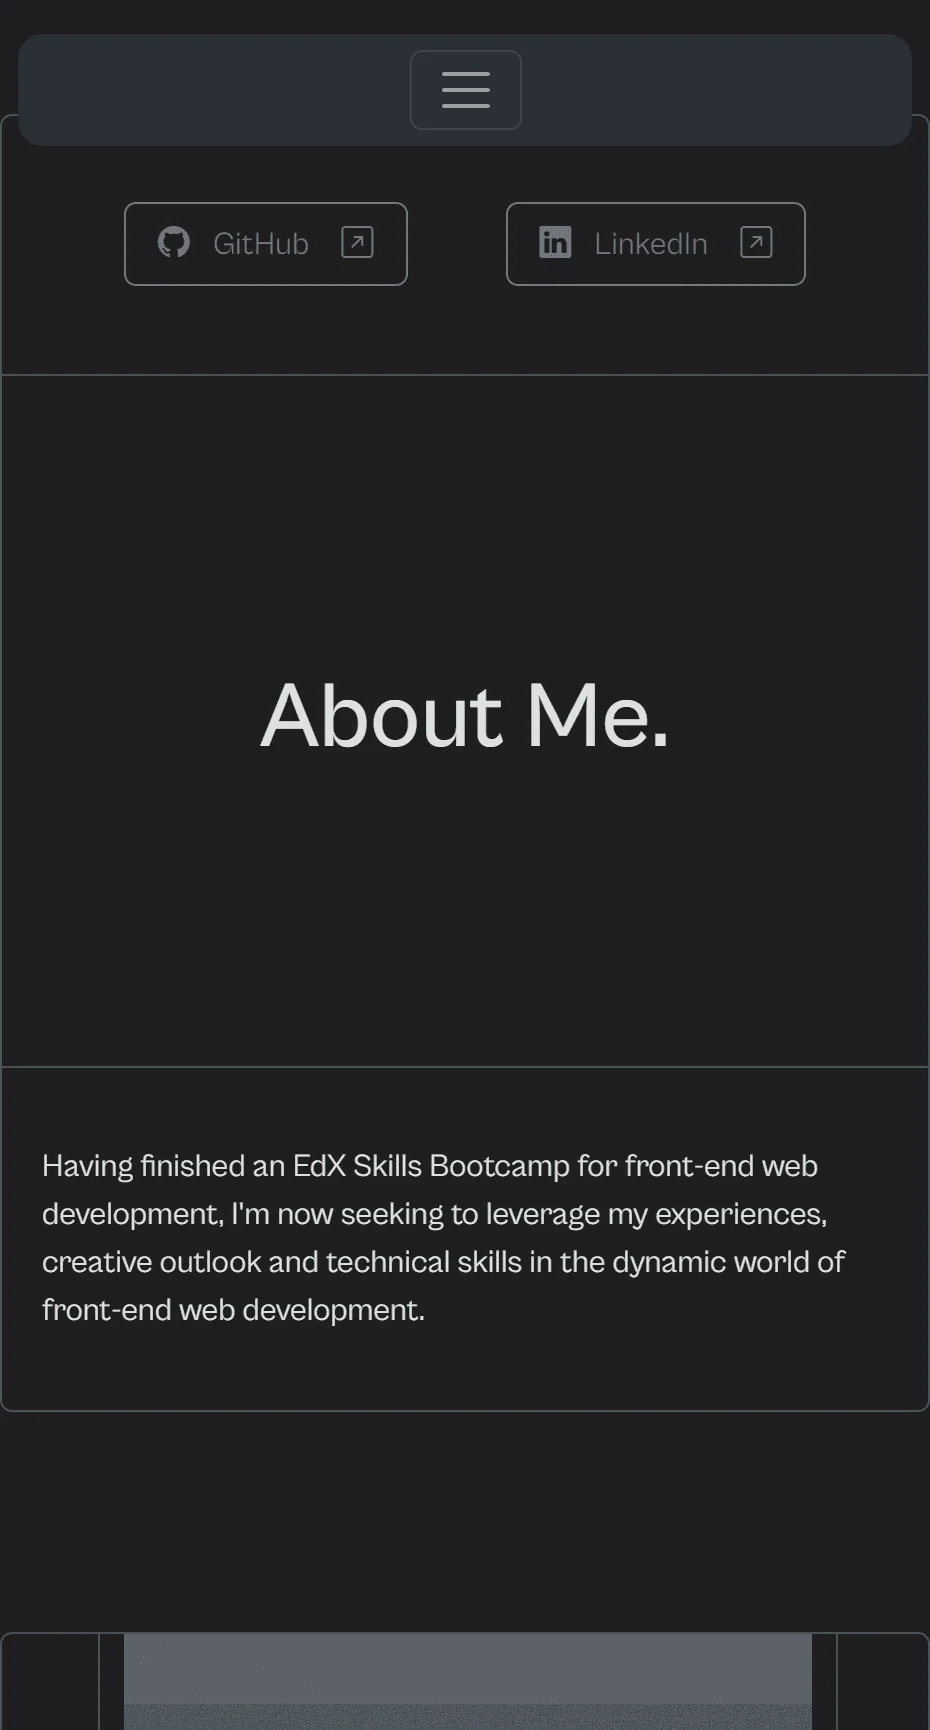 GitHub
LinkedIn
About Me.
Having finished an EdX Skills Bootcamp for front-end web
development, I'm now seeking to leverage my experiences,
creative outlook and technical skills in the dynamic world of
front-end web development.